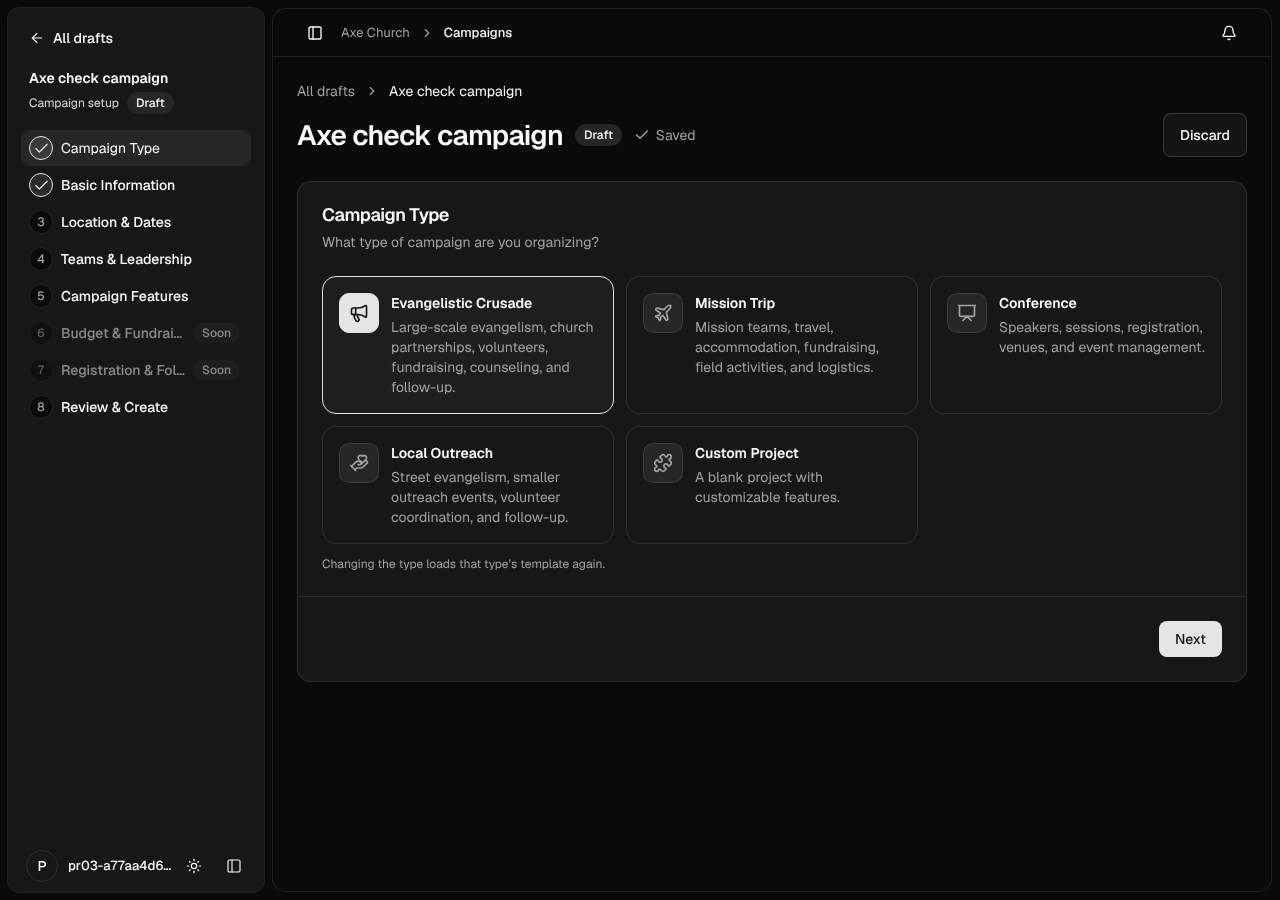 All drafts
Axe check campaign
Campaign setup Draft
Campaign Type
Basic Information
3 Location & Dates
4 Teams & Leadership
5 Campaign Features
6 Budget & Fundrai... Soon
7 Registration & Fol... Soon
8 Review & Create
P pr03-a77aa4d6...
Axe Church > Campaigns
All drafts > Axe check campaign
Axe check campaign Draft Saved
Discard
Campaign Type
What type of campaign are you organizing?
Evangelistic Crusade
Large-scale evangelism, church
partnerships, volunteers,
fundraising, counseling, and
follow-up.
Mission Trip
Mission teams, travel,
accommodation, fundraising,
field activities, and logistics.
Conference
Speakers, sessions, registration,
venues, and event management.
Local Outreach
Street evangelism, smaller
outreach events, volunteer
coordination, and follow-up.
Custom Project
A blank project with
customizable features.
Changing the type loads that type's template again.
Next